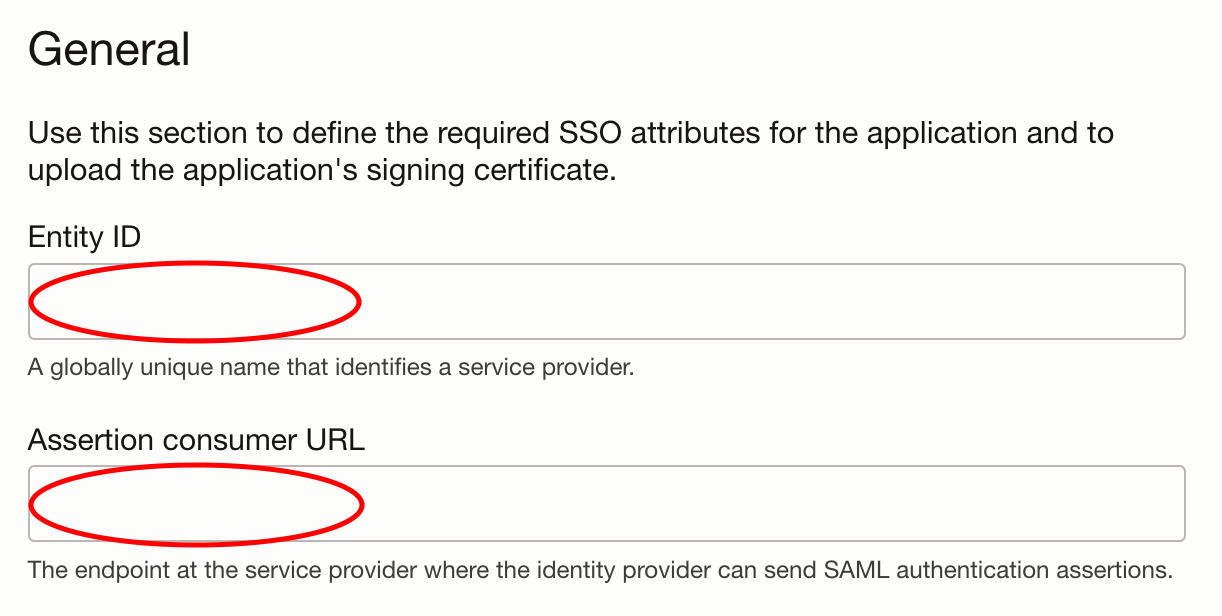 General
Use this section to define the required SSO attributes for the application and to
upload the application's signing certificate.
Entity ID
A globally unique name that identifies a service provider.
Assertion consumer URL
The endpoint at the service provider where the identity provider can send SAML authentication assertions.